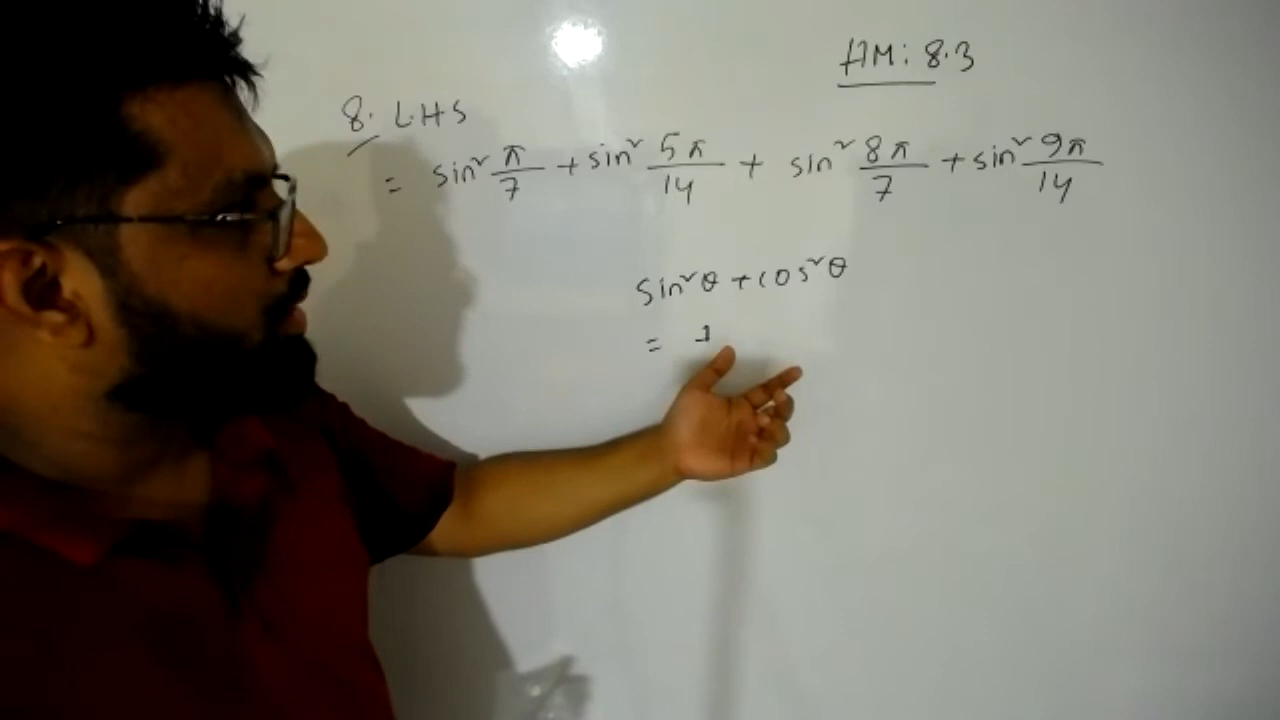 HM: 8.3
8. LHS
= sin² π/7 + sin² 5π/14 + sin² 8π/7 + sin² 9π/14
sin²θ + cos²θ
= 1